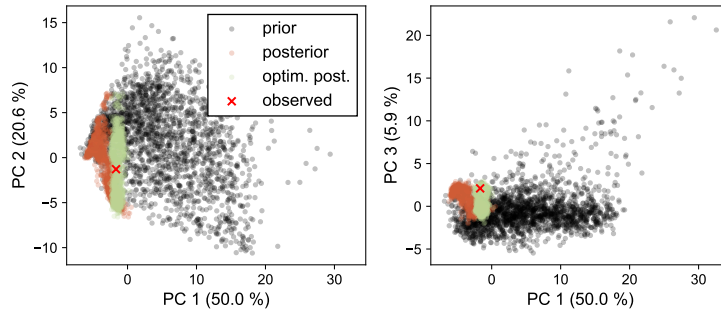 15
10
5
0
−5
−10
PC 2 (20.6 %)
0
10
20
30
PC 1 (50.0 %)
prior
posterior
optim. post.
observed
20
15
10
5
0
−5
PC 3 (5.9 %)
0
10
20
30
PC 1 (50.0 %)